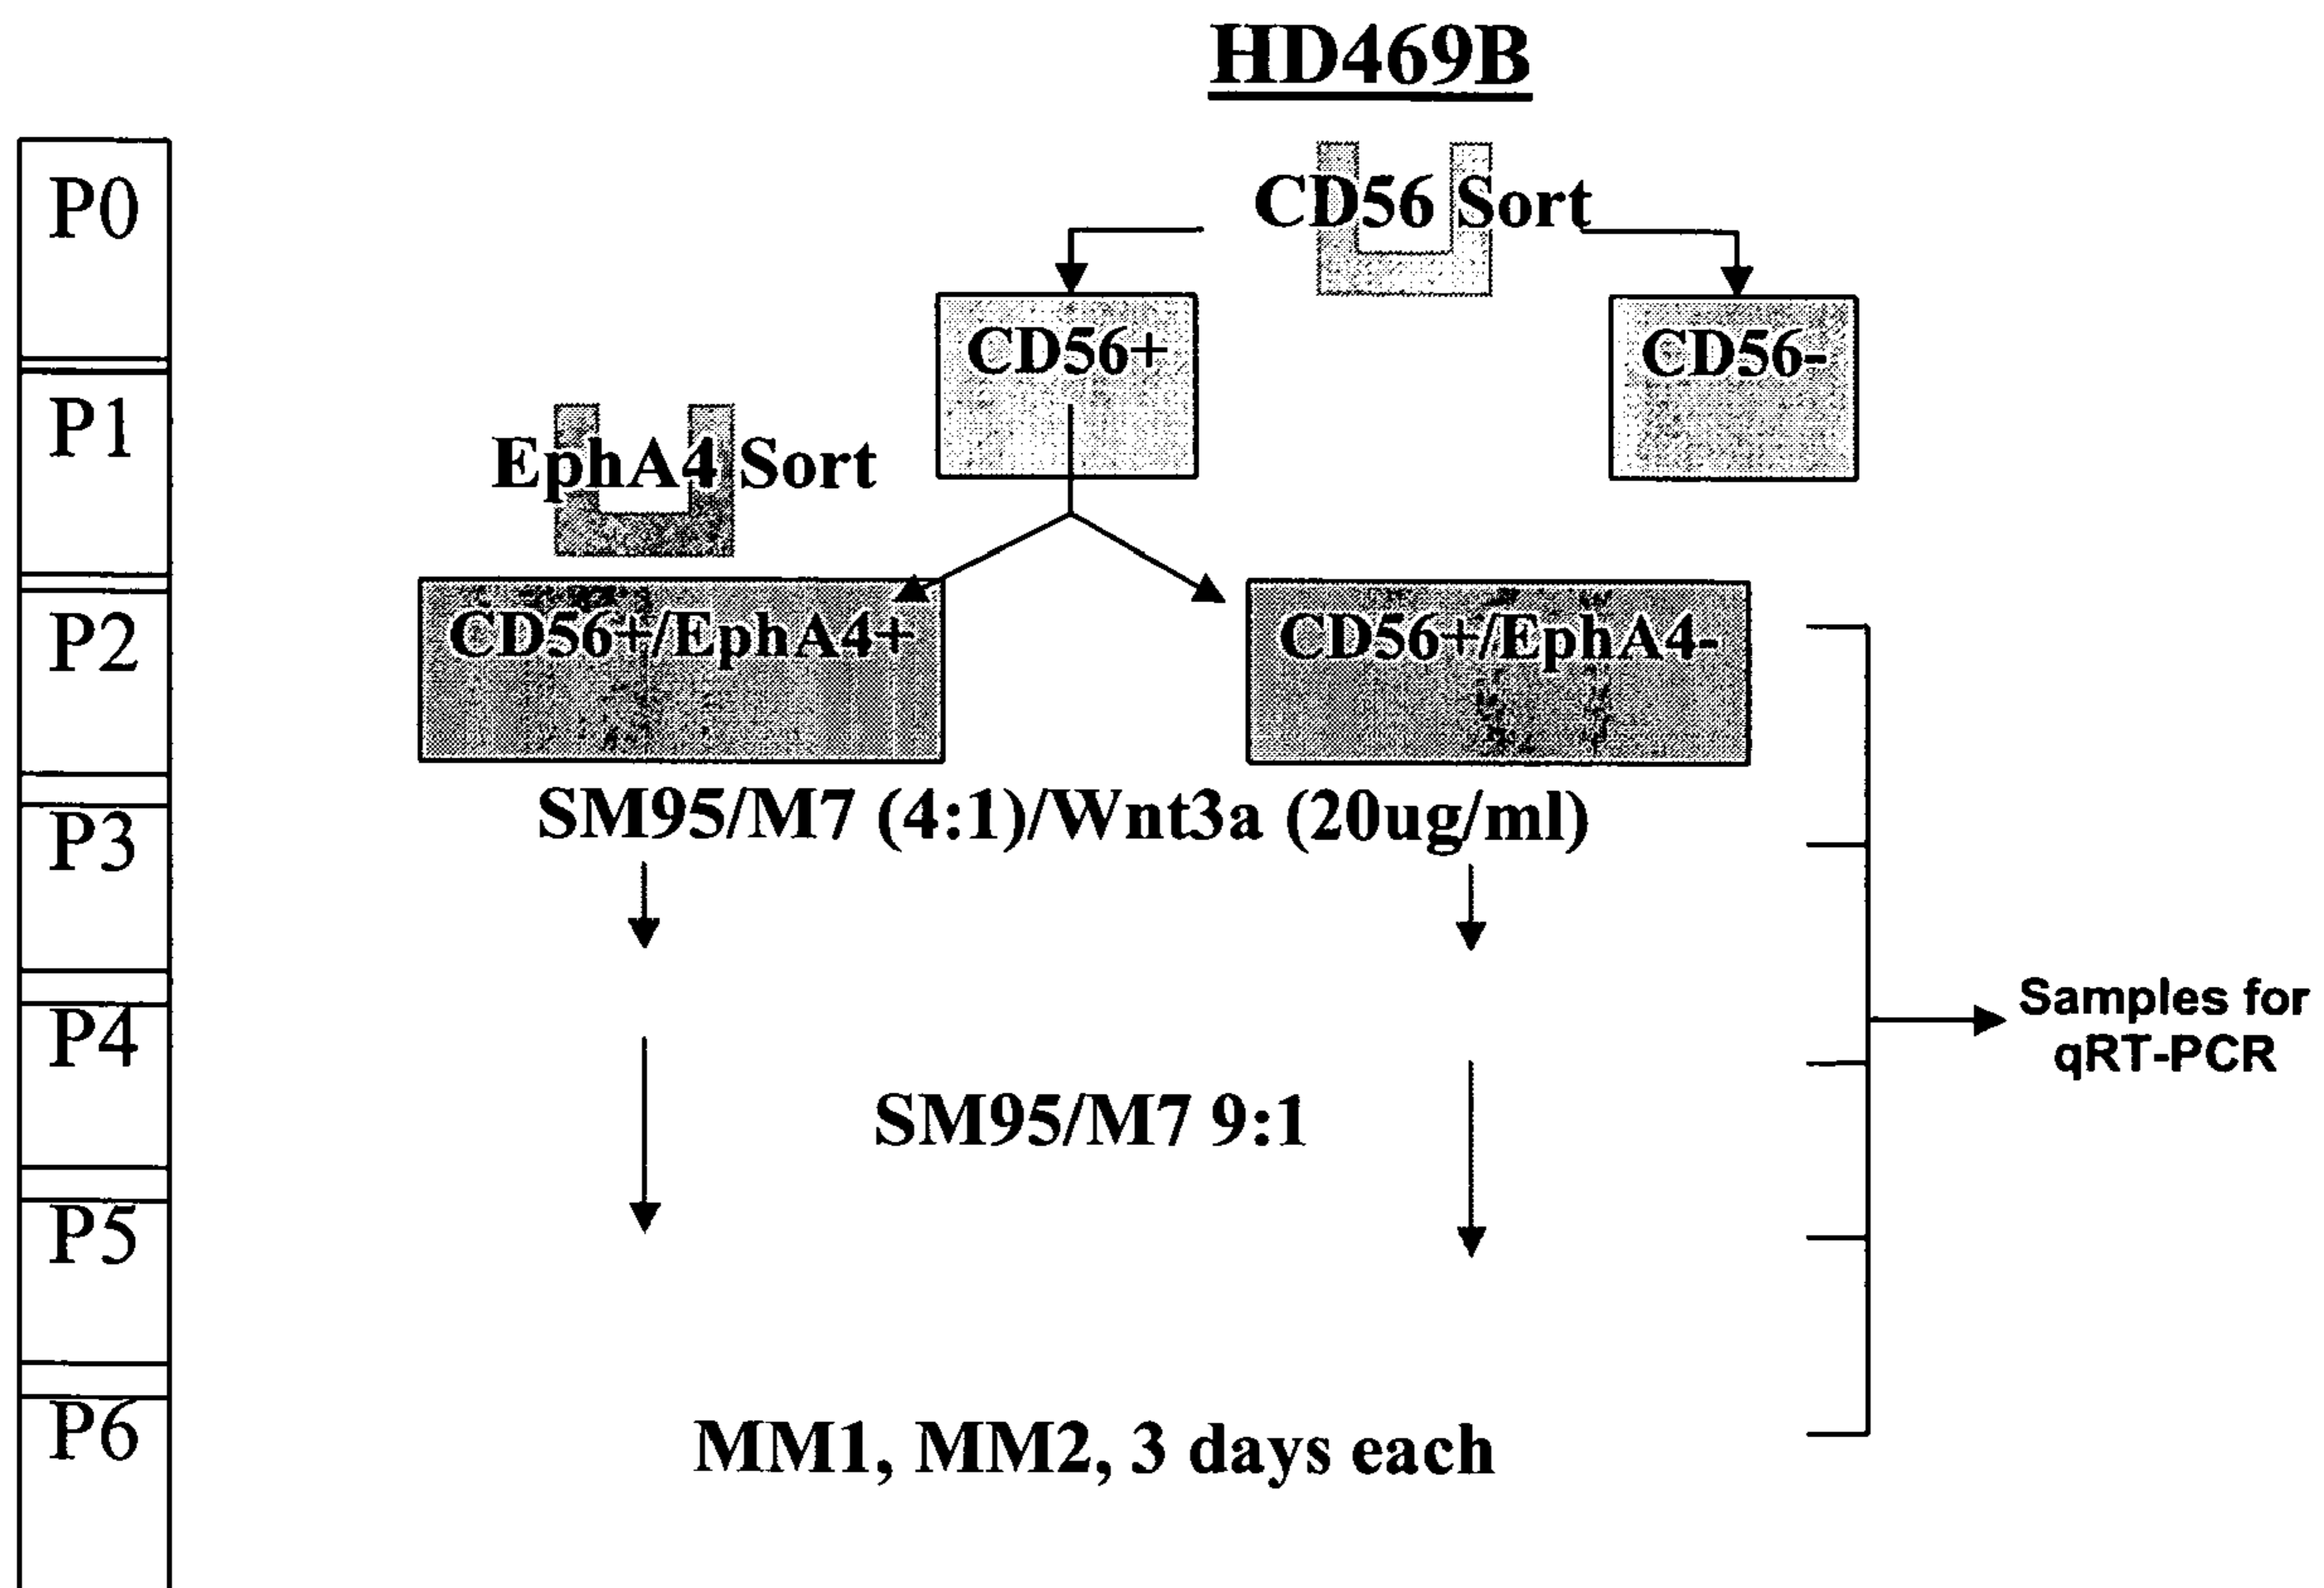 HD469B
P0
CD56 Sort
CD56+
CD56-
P1
EphA4 Sort
P2
CD56+/EphA4+
CD56+/EphA4-
P3
SM95/M7 (4:1)/Wnt3a (20ug/ml)
P4
Samples for
qRT-PCR
SM95/M7 9:1
P5
P6
MM1, MM2, 3 days each